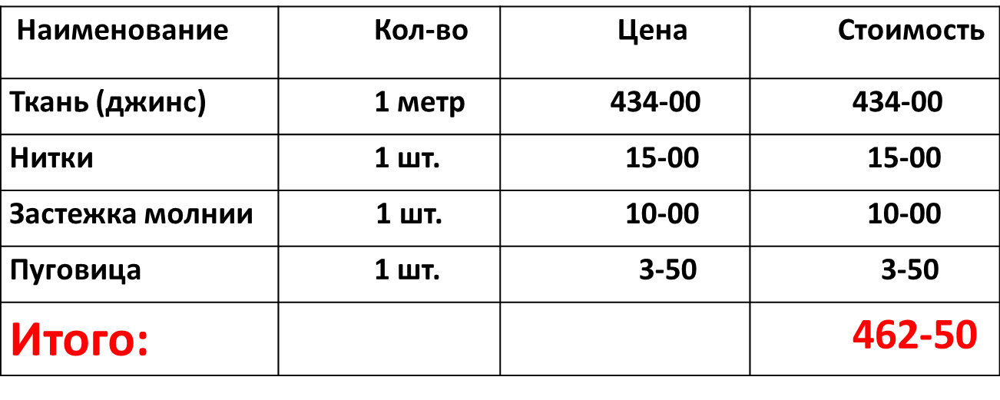 Наименование Кол-во Цена Стоимость
Ткань (джинс) 1 метр 434-00 434-00
Нитки 1 шт. 15-00 15-00
Застежка молнии 1 шт. 10-00 10-00
Пуговица 1 шт. 3-50 3-50
Итого: 462-50